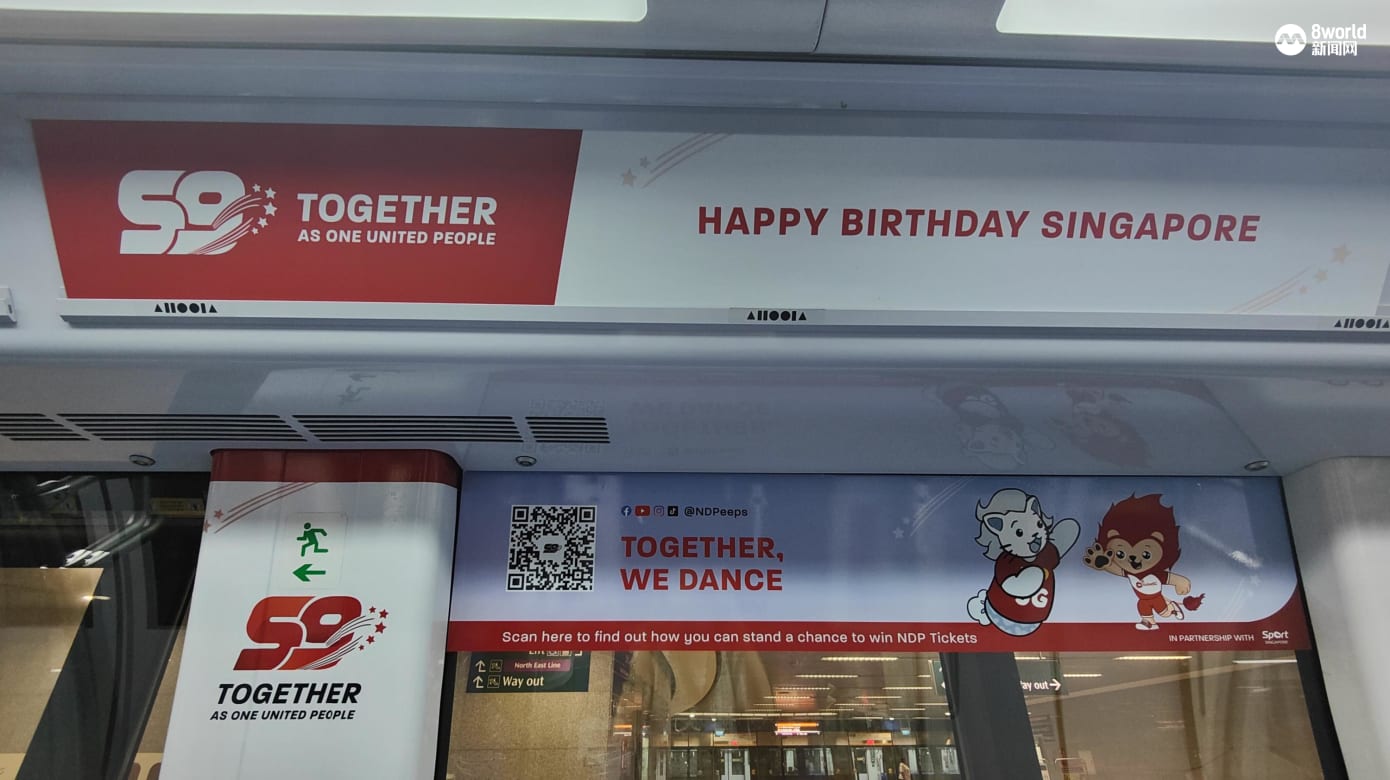 8world
新闻网
59
TOGETHER
AS ONE UNITED PEOPLE
HAPPY BIRTHDAY SINGAPORE
59
TOGETHER
AS ONE UNITED PEOPLE
@NDPeeps
TOGETHER,
WE DANCE
SG
Scan here to find out how you can stand a chance to win NDP Tickets
IN PARTNERSHIP WITH
Sport
SINGAPORE
Lift
North East Line
Way out
Way out